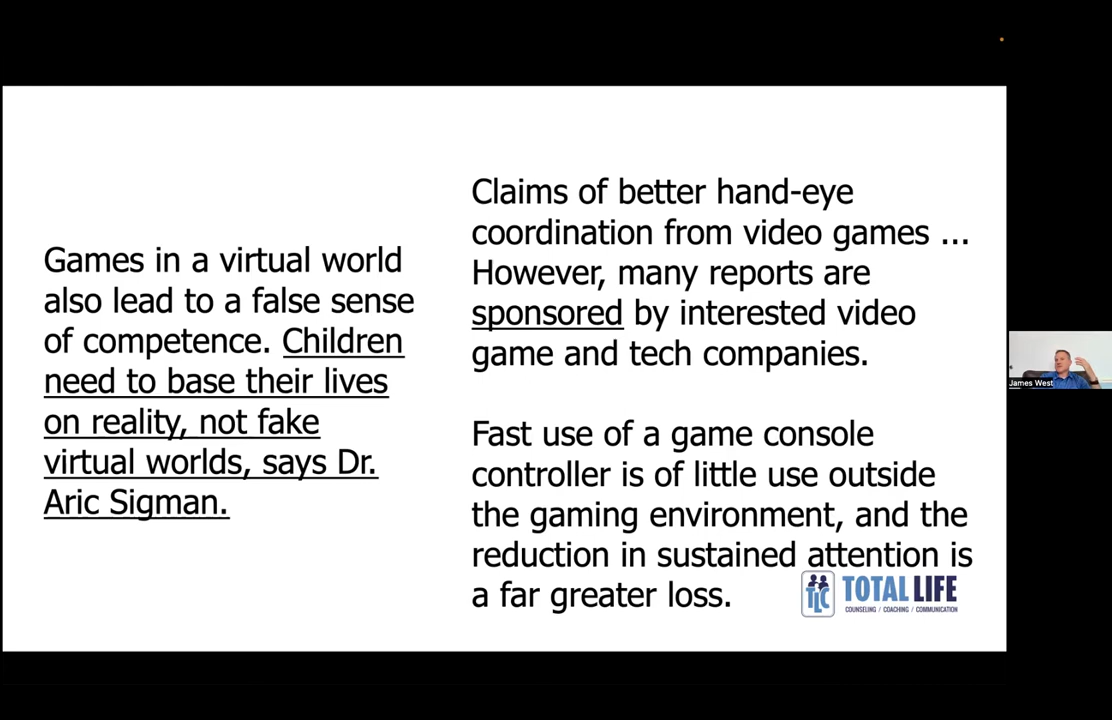 Games in a virtual world
also lead to a false sense
of competence. Children
need to base their lives
on reality, not fake
virtual worlds, says Dr.
Aric Sigman.
Claims of better hand-eye
coordination from video games ...
However, many reports are
sponsored by interested video
game and tech companies.
Fast use of a game console
controller is of little use outside
the gaming environment, and the
reduction in sustained attention is
a far greater loss.
TLC
TOTAL LIFE
COUNSELING / COACHING / COMMUNICATION
James West